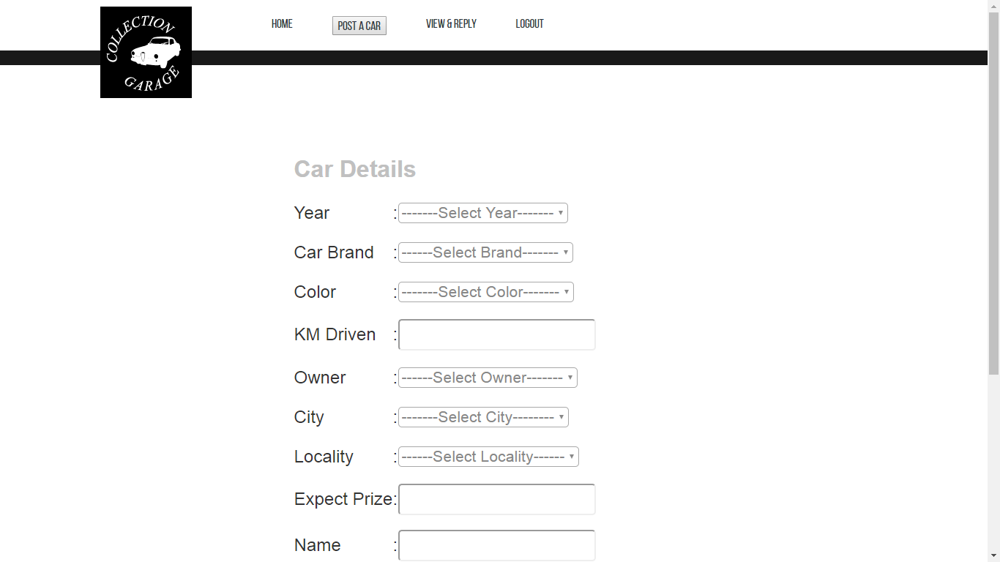 COLLECTION
GARAGE
HOME POST A CAR VIEW & REPLY LOGOUT
Car Details
Year :-------Select Year-------
Car Brand :------Select Brand-------
Color :-------Select Color-------
KM Driven :
Owner :------Select Owner-------
City :-------Select City--------
Locality :------Select Locality------
Expect Prize:
Name :